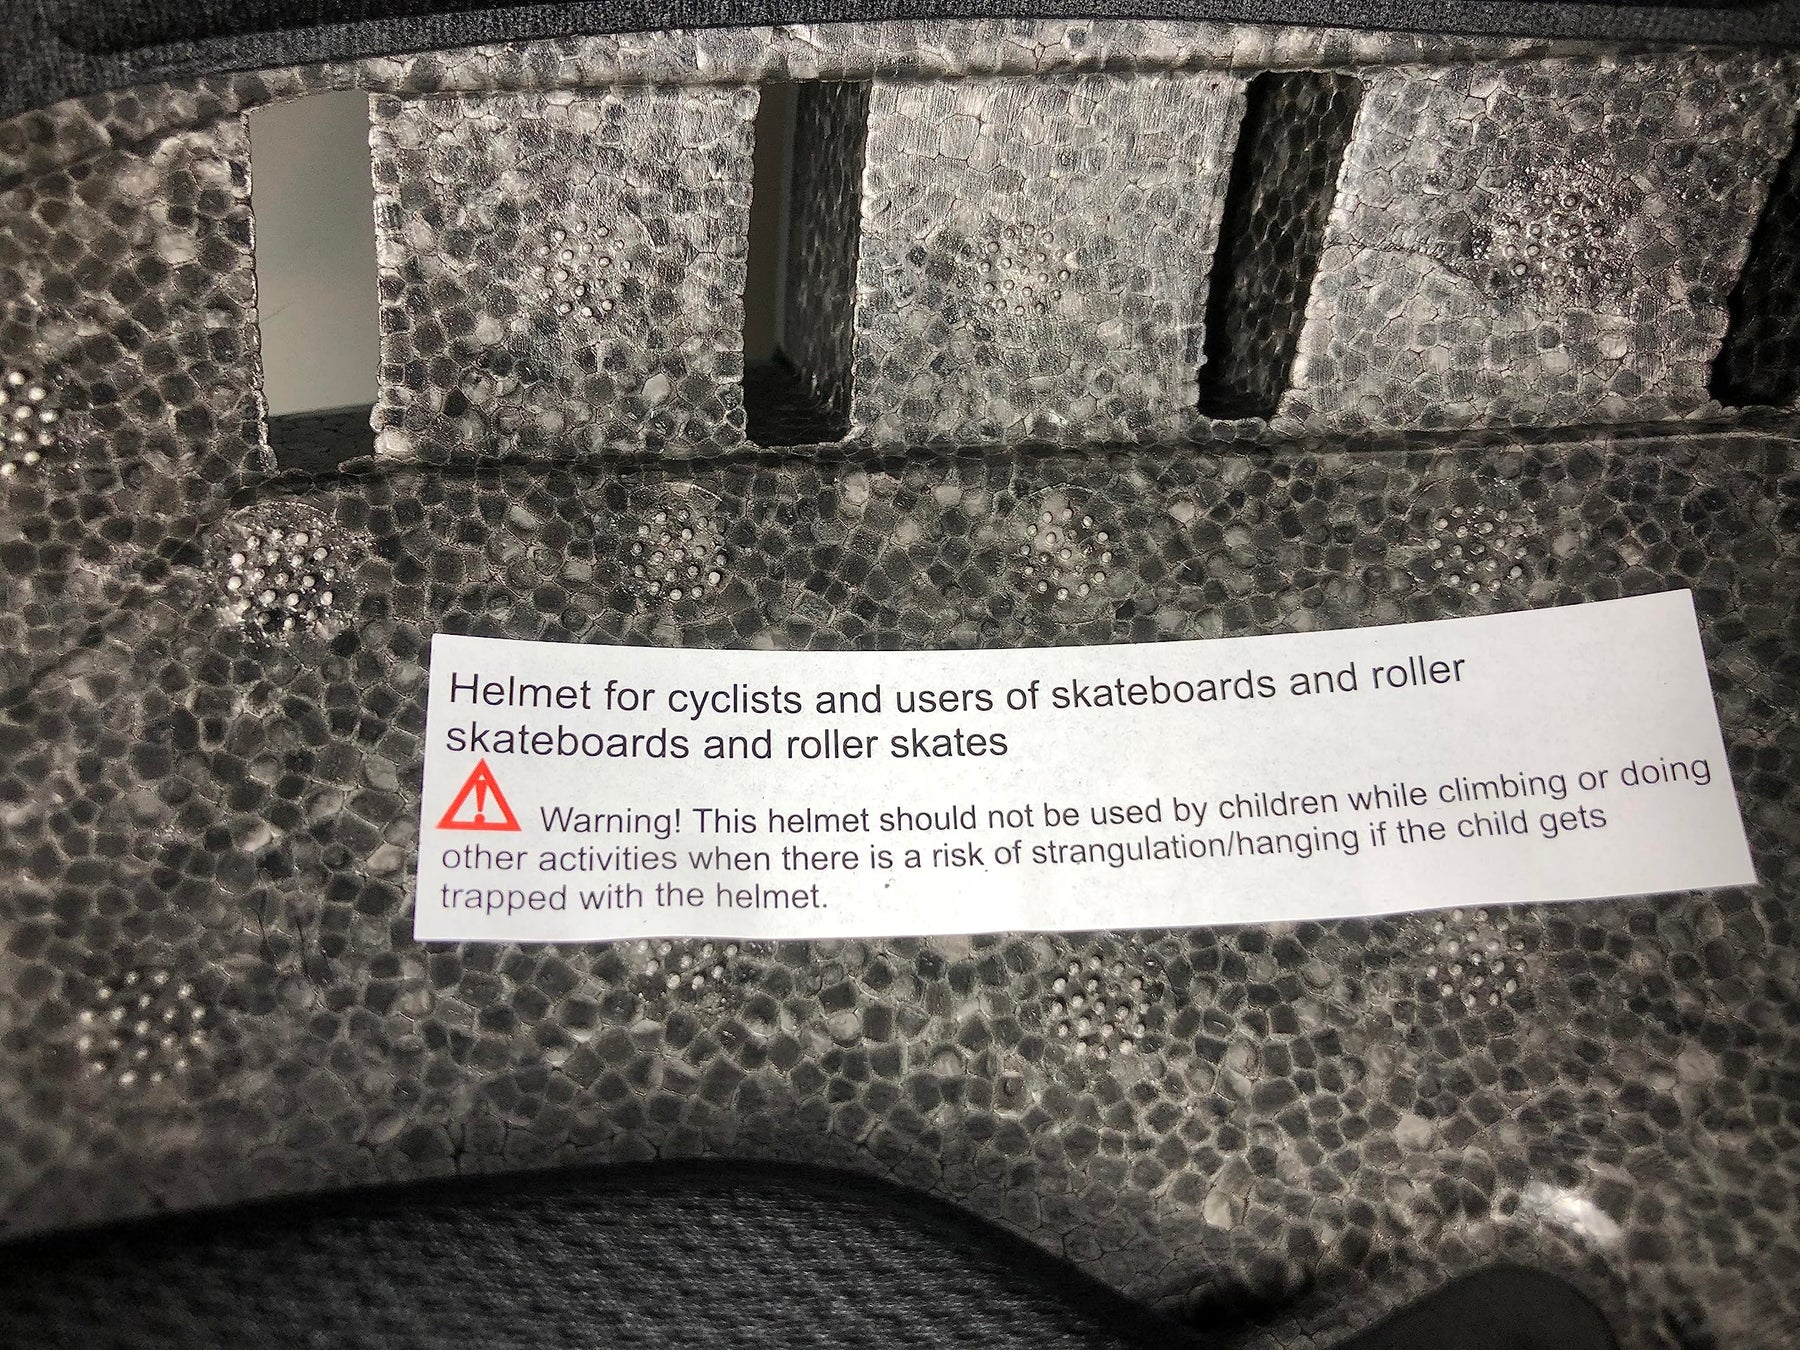 Helmet for cyclists and users of skateboards and roller
skateboards and roller skates
Warning! This helmet should not be used by children while climbing or doing
other activities when there is a risk of strangulation/hanging if the child gets
trapped with the helmet.